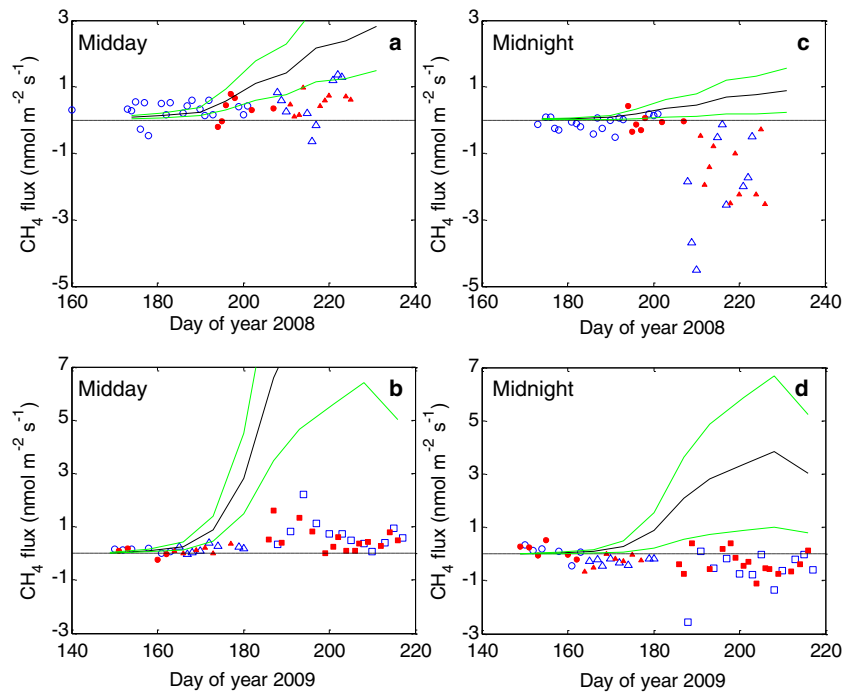 Midday
a
CH4 flux (nmol m-2 s-1)
3
1
-1
-3
-5
160 180 200 220 240
Day of year 2008
Midnight
c
CH4 flux (nmol m-2 s-1)
3
1
-1
-3
-5
160 180 200 220 240
Day of year 2008
Midday
b
CH4 flux (nmol m-2 s-1)
7
5
3
1
-1
-3
140 160 180 200 220
Day of year 2009
Midnight
d
CH4 flux (nmol m-2 s-1)
7
5
3
1
-1
-3
140 160 180 200 220
Day of year 2009